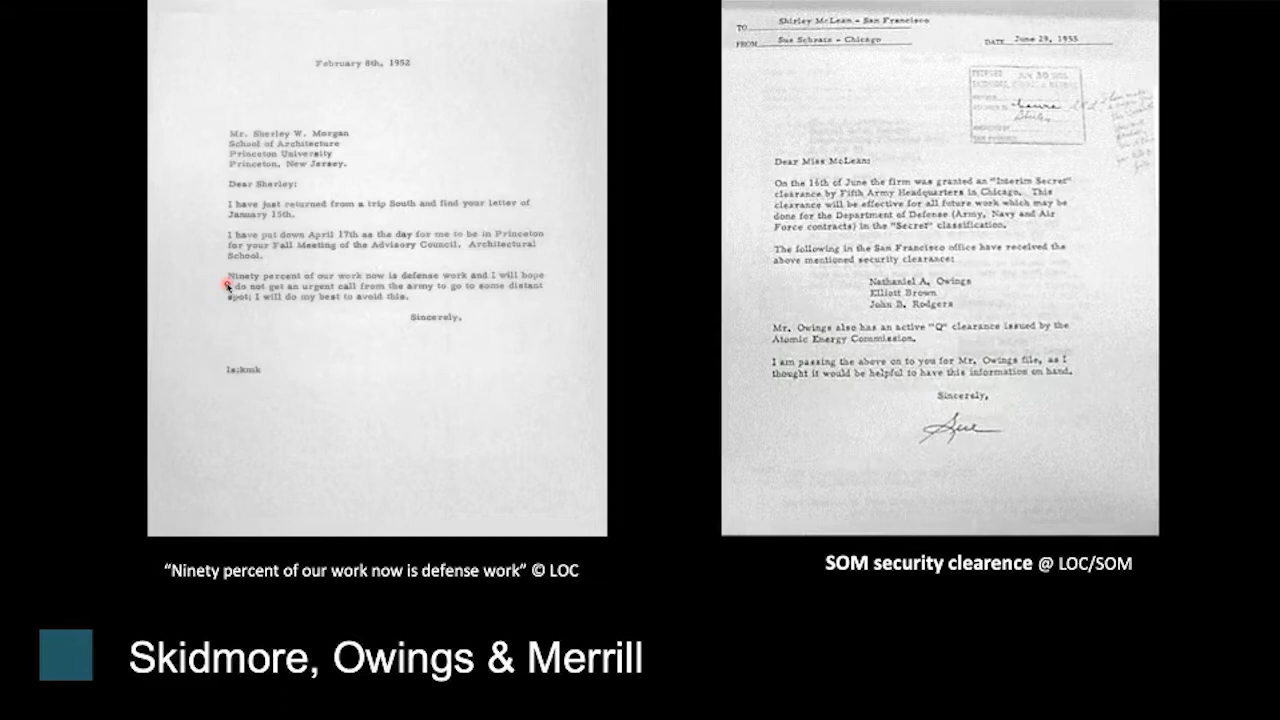 February 8th, 1952
Mr. Sherley W. Morgan
School of Architecture
Princeton University
Princeton, New Jersey.
Dear Sherley:
I have just returned from a trip South and find your letter of
January 15th.
I have put down April 17th as the day for me to be in Princeton
for your Fall Meeting of the Advisory Council, Architectural
School.
Ninety percent of our work now is defense work and I will hope
I do not get an urgent call from the army to go to some distant
spot; I will do my best to avoid this.
Sincerely,
ls:kmk
"Ninety percent of our work now is defense work" © LOC
TO Shirley McLean - San Francisco
FROM Sue Schratz - Chicago DATE June 29, 1955
JUN 30
Dear Miss McLean:
On the 16th of June the firm was granted an "Interim Secret"
clearance by Fifth Army Headquarters in Chicago. This
clearance will be effective for all future work which may be
done for the Department of Defense (Army, Navy and Air
Force contracts) in the "Secret" classification.
The following in the San Francisco office have received the
above mentioned security clearance:
Nathaniel A. Owings
Elliott Brown
John B. Rodgers
Mr. Owings also has an active "Q" clearance issued by the
Atomic Energy Commission.
I am passing the above on to you for Mr. Owings file, as I
thought it would be helpful to have this information on hand.
Sincerely,
Sue
SOM security clearence @ LOC/SOM
Skidmore, Owings & Merrill